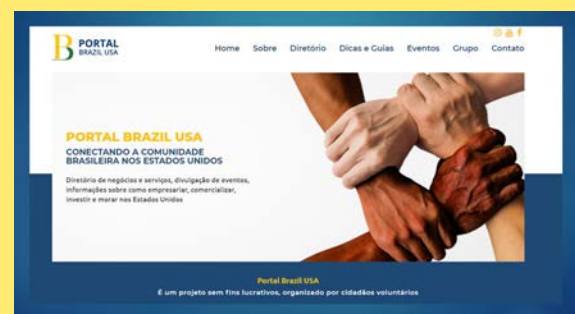 B PORTAL
BRAZIL USA
Home Sobre Diretório Dicas e Guias Eventos Grupo Contato
PORTAL BRAZIL USA
CONECTANDO A COMUNIDADE
BRASILEIRA NOS ESTADOS UNIDOS
Diretório de negócios e serviços, divulgação de eventos,
informações sobre como empresariar, comercializar,
investir e morar nos Estados Unidos
Portal Brazil USA
É um projeto sem fins lucrativos, organizado por cidadãos voluntários